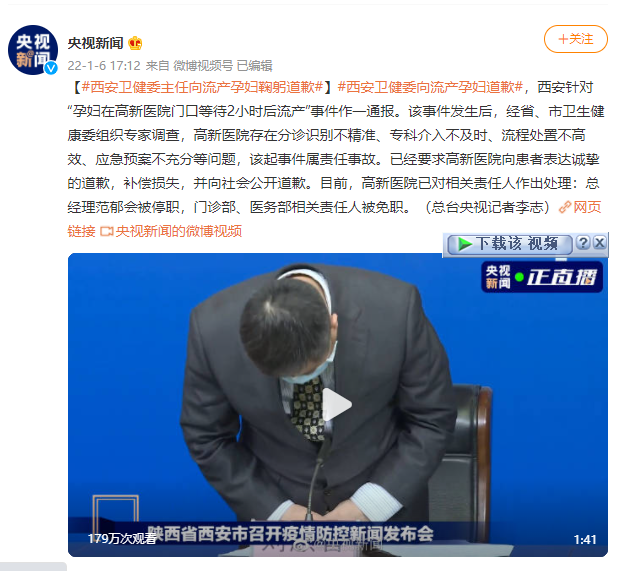 央视新闻
央视新闻
+关注
22-1-6 17:12 来自 微博视频号 已编辑
【#西安卫健委主任向流产孕妇鞠躬道歉#】#西安卫健委向流产孕妇道歉#，西安针对
“孕妇在高新医院门口等待2小时后流产”事件作一通报。该事件发生后，经省、市卫生健
康委组织专家调查，高新医院存在分诊识别不精准、专科介入不及时、流程处置不高
效、应急预案不充分等问题，该起事件属责任事故。已经要求高新医院向患者表达诚挚
的道歉，补偿损失，并向社会公开道歉。目前，高新医院已对相关责任人作出处理：总
经理范郁会被停职，门诊部、医务部相关责任人被免职。（总台央视记者李志）网页
链接 央视新闻的微博视频
下载该 视频 ? X
央视新闻 正直播
陕西省西安市召开疫情防控新闻发布会
179万次观看
@央视新闻
1:41